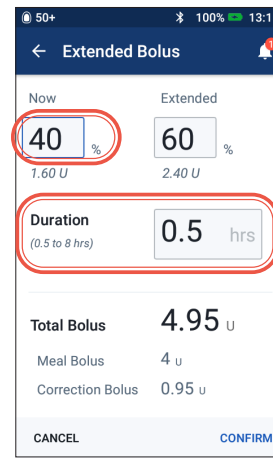 50+ 100% 13:1
← Extended Bolus 1
Now Extended
40 % 60 %
1.60 U 2.40 U
Duration 0.5 hrs
(0.5 to 8 hrs)
Total Bolus 4.95 U
Meal Bolus 4 U
Correction Bolus 0.95 U
CANCEL CONFIRM